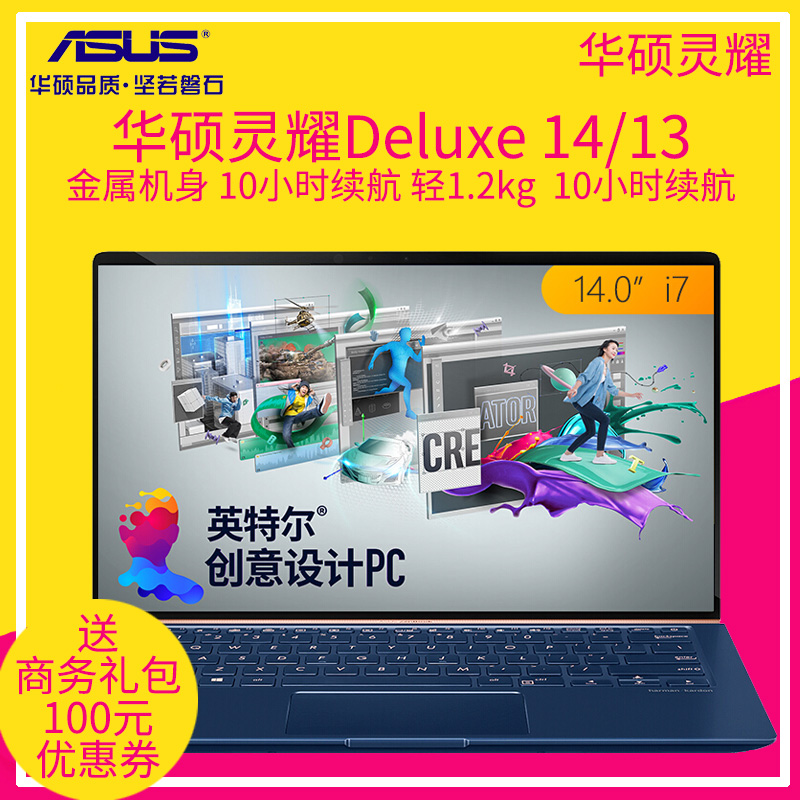 ASUS®
华硕品质·坚若磐石
华硕灵耀
华硕灵耀Deluxe 14/13
金属机身 10小时续航 轻1.2kg 10小时续航
14.0" i7
CREATOR
英特尔®
创意设计PC
harman kardon
送
商务礼包
100元
优惠券